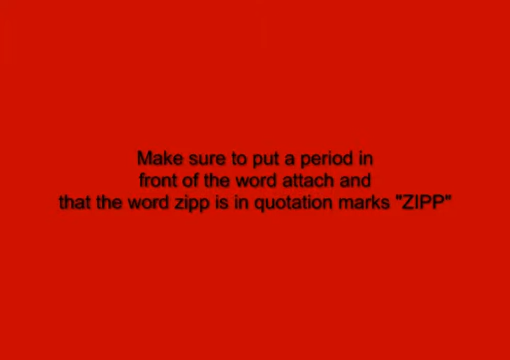 Make sure to put a period in
front of the word attach and
that the word zipp is in quotation marks "ZIPP"